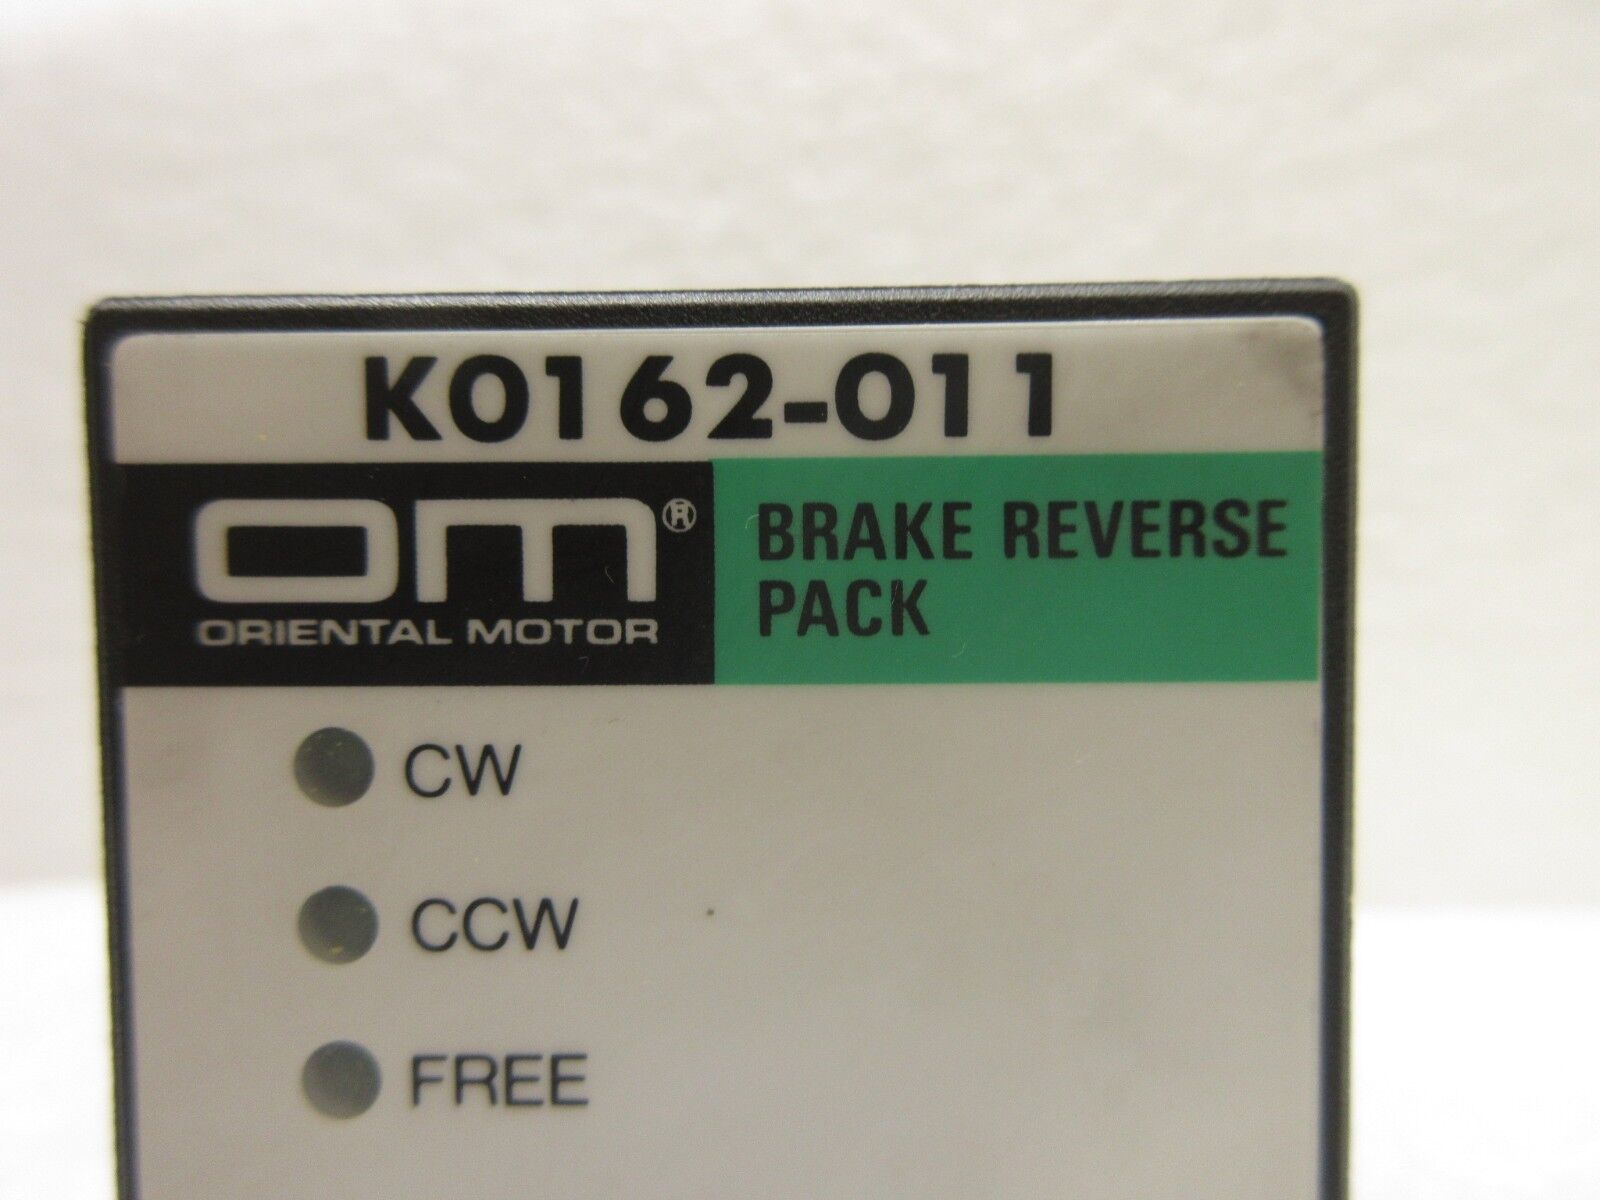 K0162-011
om®
ORIENTAL MOTOR
BRAKE REVERSE
PACK
CW
CCW
FREE